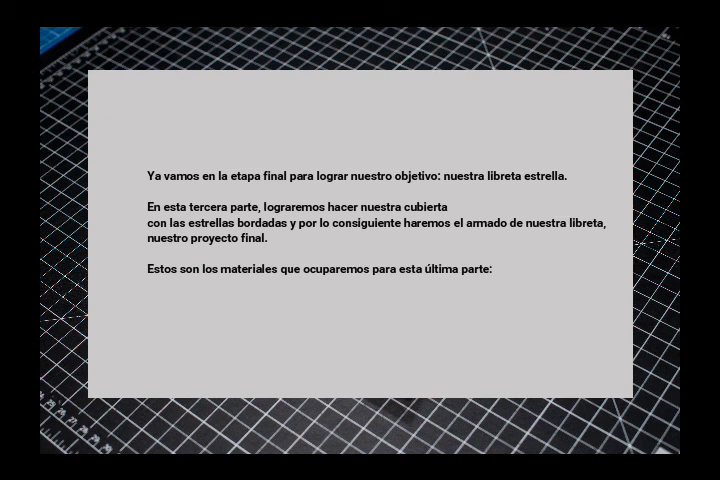 Ya vamos en la etapa final para lograr nuestro objetivo: nuestra libreta estrella.
En esta tercera parte, lograremos hacer nuestra cubierta
con las estrellas bordadas y por lo consiguiente haremos el armado de nuestra libreta,
nuestro proyecto final.
Estos son los materiales que ocuparemos para esta última parte: